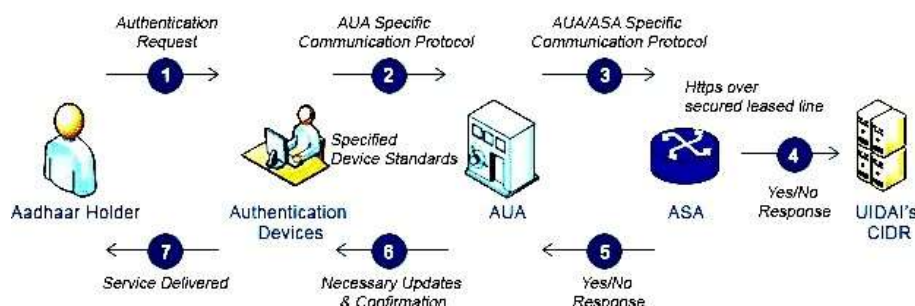 Authentication
Request
1
AUA Specific
Communication Protocol
2
AUA/ASA Specific
Communication Protocol
3
Https over
secured leased line
4
Yes/No
Response
Specified
Device Standards
Aadhaar Holder
Authentication
Devices
AUA
ASA
UIDAI's
CIDR
7
Service Delivered
6
Necessary Updates
& Confirmation
5
Yes/No
Response